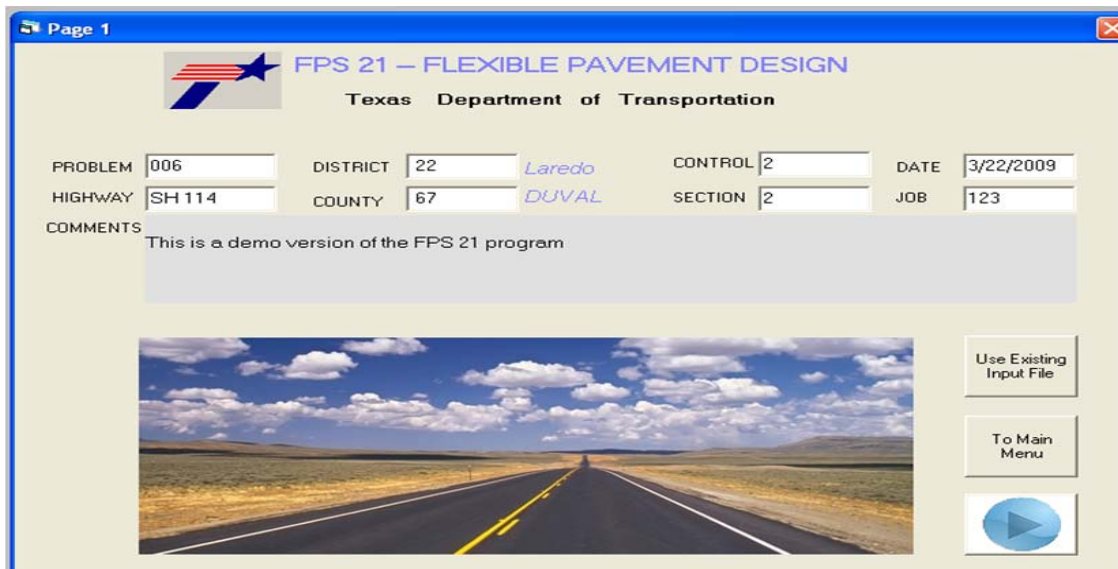 Page 1
FPS 21 – FLEXIBLE PAVEMENT DESIGN
Texas Department of Transportation
PROBLEM 006 DISTRICT 22 Laredo CONTROL 2 DATE 3/22/2009
HIGHWAY SH 114 COUNTY 67 DUVAL SECTION 2 JOB 123
COMMENTS
This is a demo version of the FPS 21 program
Use Existing
Input File
To Main
Menu